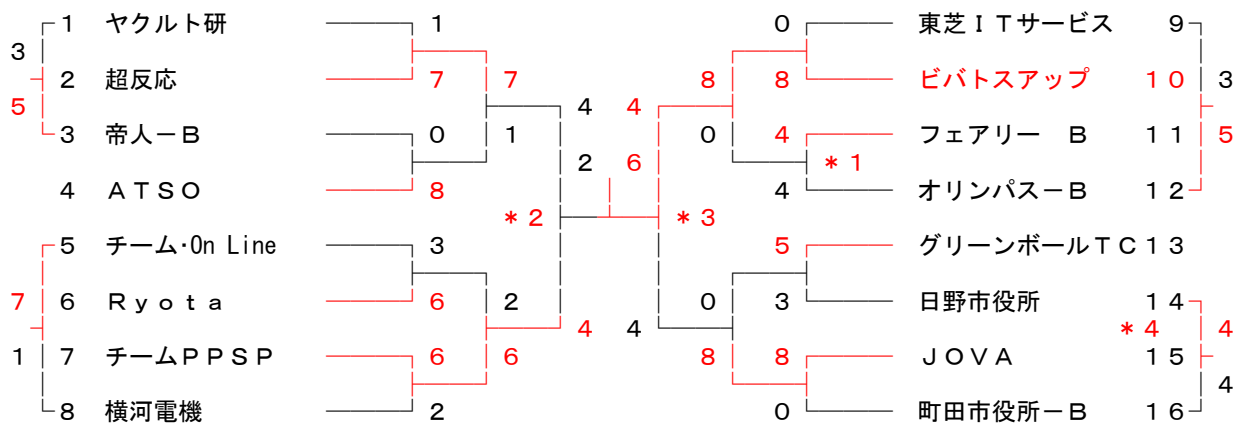 1 ヤクルト研 1 0 東芝ＩＴサービス 9
3 7 8 3
2 超反応 7 8 ビバトスアップ 10
5 4 4 5
3 帝人－Ｂ 0 1 0 4 フェアリー　Ｂ 11
2 6 ＊1
4 ＡＴＳＯ 8 4 オリンパス－Ｂ 12
＊2 ＊3
5 チーム･On Line 3 5 グリーンボールＴＣ 13
7 6 Ｒｙｏｔａ 6 2 0 3 日野市役所 14
4 4 ＊4 4
1 7 チームＰＰＳＰ 6 6 8 8 ＪＯＶＡ 15
4
8 横河電機 2 0 町田市役所－Ｂ 16